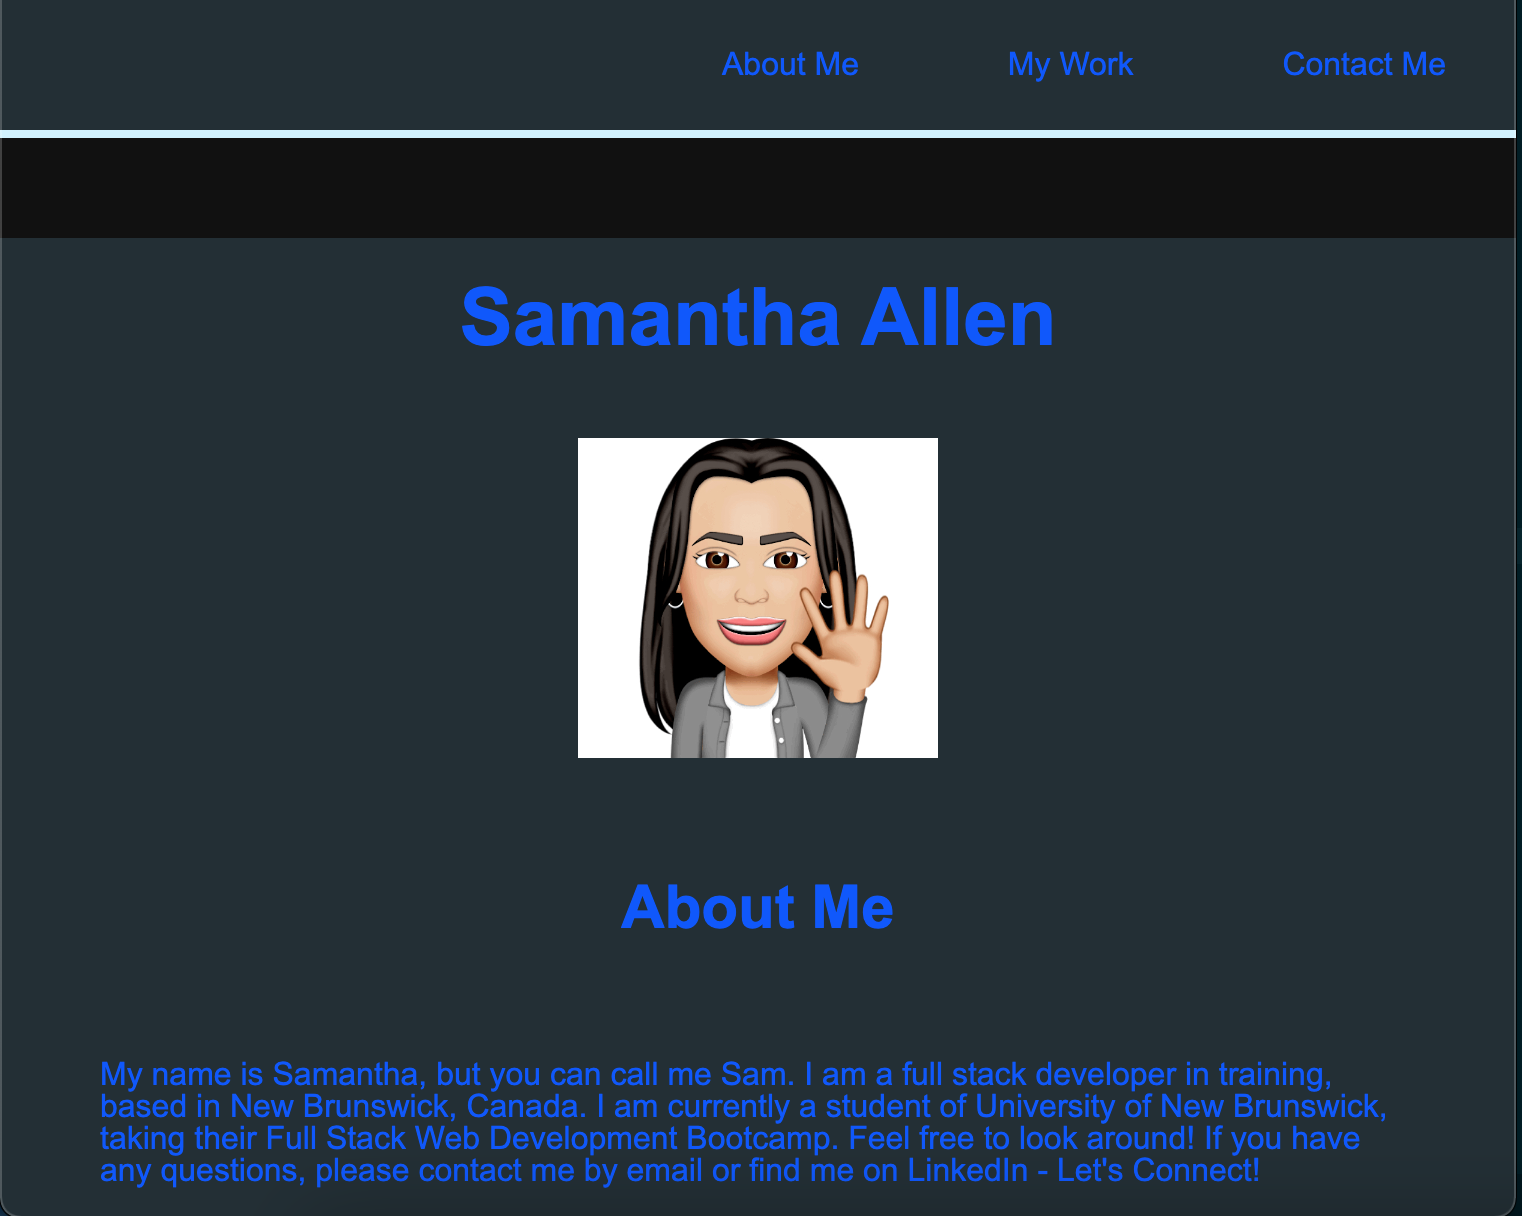 About Me My Work Contact Me
Samantha Allen
About Me
My name is Samantha, but you can call me Sam. I am a full stack developer in training,
based in New Brunswick, Canada. I am currently a student of University of New Brunswick,
taking their Full Stack Web Development Bootcamp. Feel free to look around! If you have
any questions, please contact me by email or find me on LinkedIn - Let's Connect!